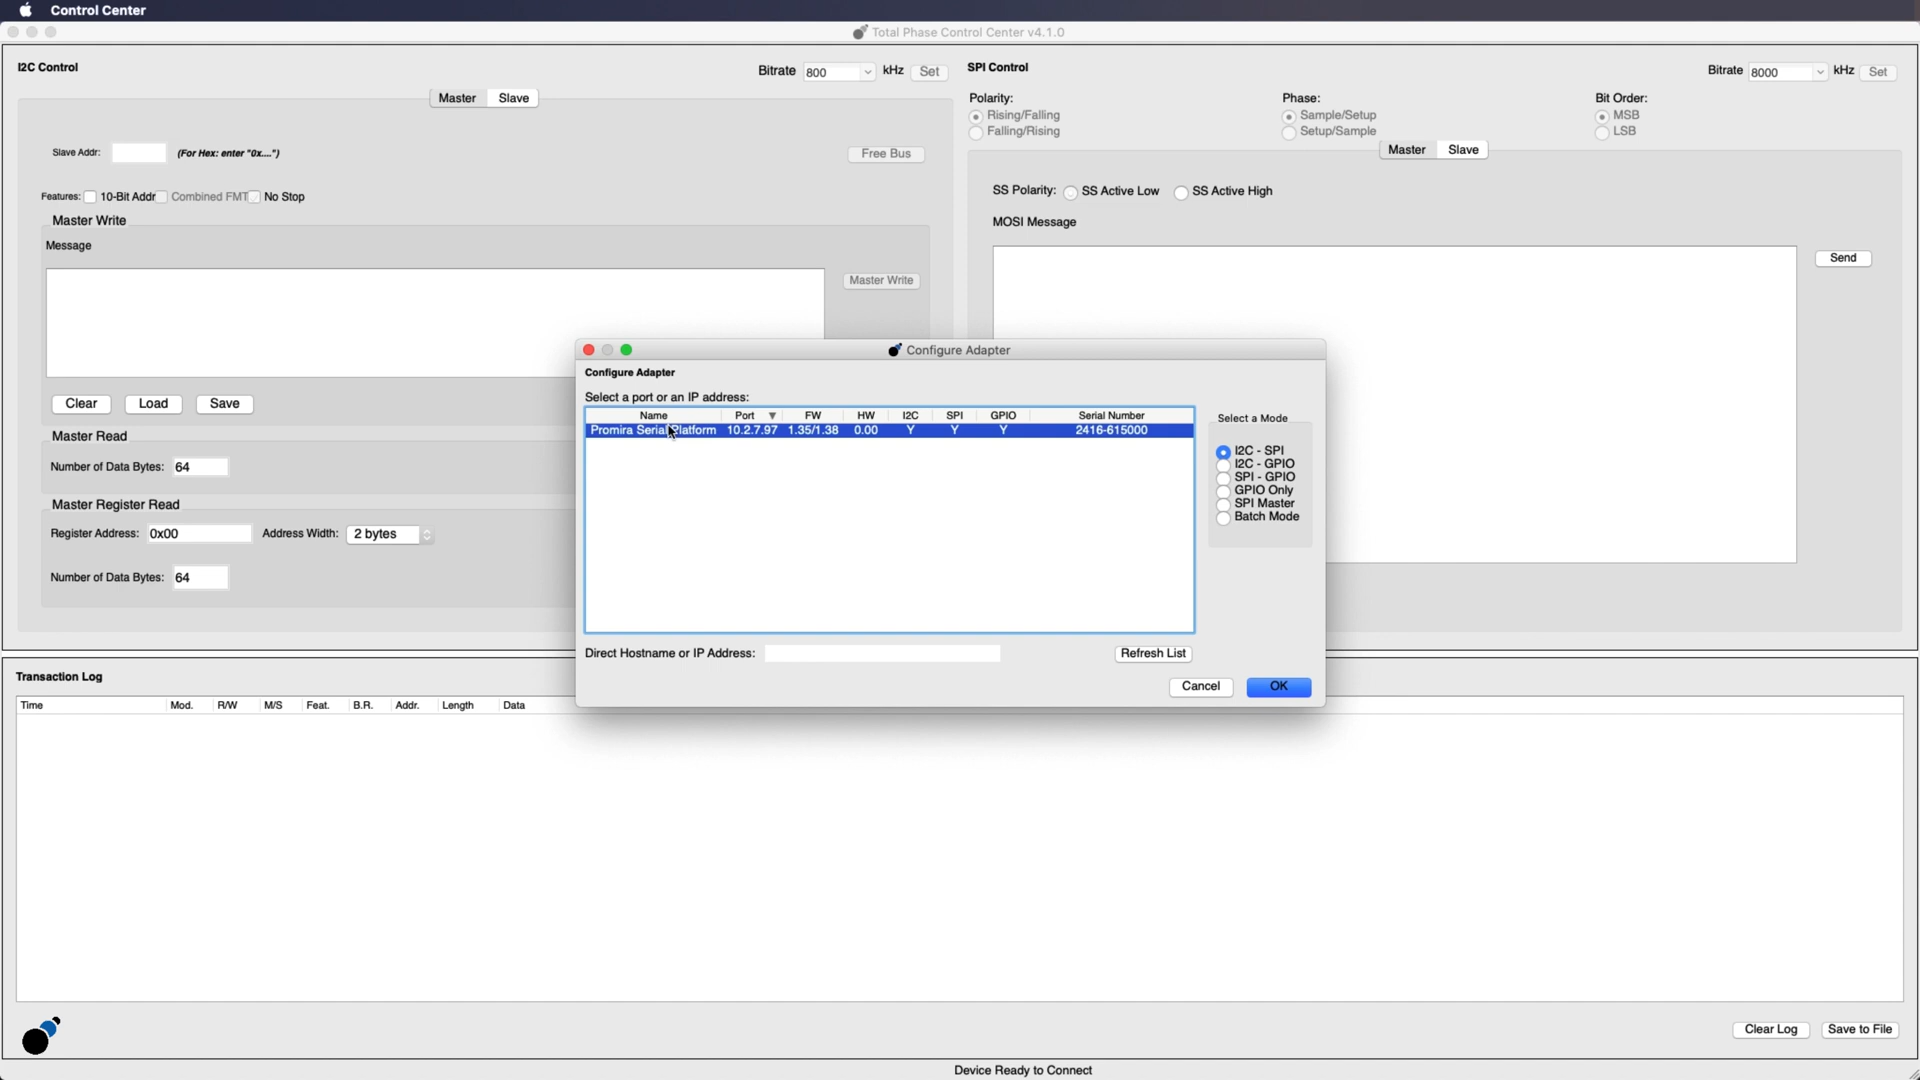 Control Center
Total Phase Control Center v4.1.0
I2C Control
Bitrate 800 kHz Set
Master Slave
Slave Addr: (For Hex: enter "0x....")
Free Bus
Features: 10-Bit Addr Combined FMT No Stop
Master Write
Message
Master Write
Clear Load Save
Master Read
Number of Data Bytes: 64
Master Register Read
Register Address: 0x00 Address Width: 2 bytes
Number of Data Bytes: 64
SPI Control
Bitrate 8000 kHz Set
Polarity: Phase: Bit Order:
Rising/Falling Sample/Setup MSB
Falling/Rising Setup/Sample LSB
Master Slave
SS Polarity: SS Active Low SS Active High
MOSI Message
Send
Configure Adapter
Configure Adapter
Select a port or an IP address:
Name Port FW HW I2C SPI GPIO Serial Number
Promira Serial Platform 10.2.7.97 1.35/1.38 0.00 Y Y Y 2416-615000
Select a Mode
I2C - SPI
I2C - GPIO
SPI - GPIO
GPIO Only
SPI Master
Batch Mode
Direct Hostname or IP Address: Refresh List
Cancel OK
Transaction Log
Time Mod. R/W M/S Feat. B.R. Addr. Length Data
Clear Log Save to File
Device Ready to Connect